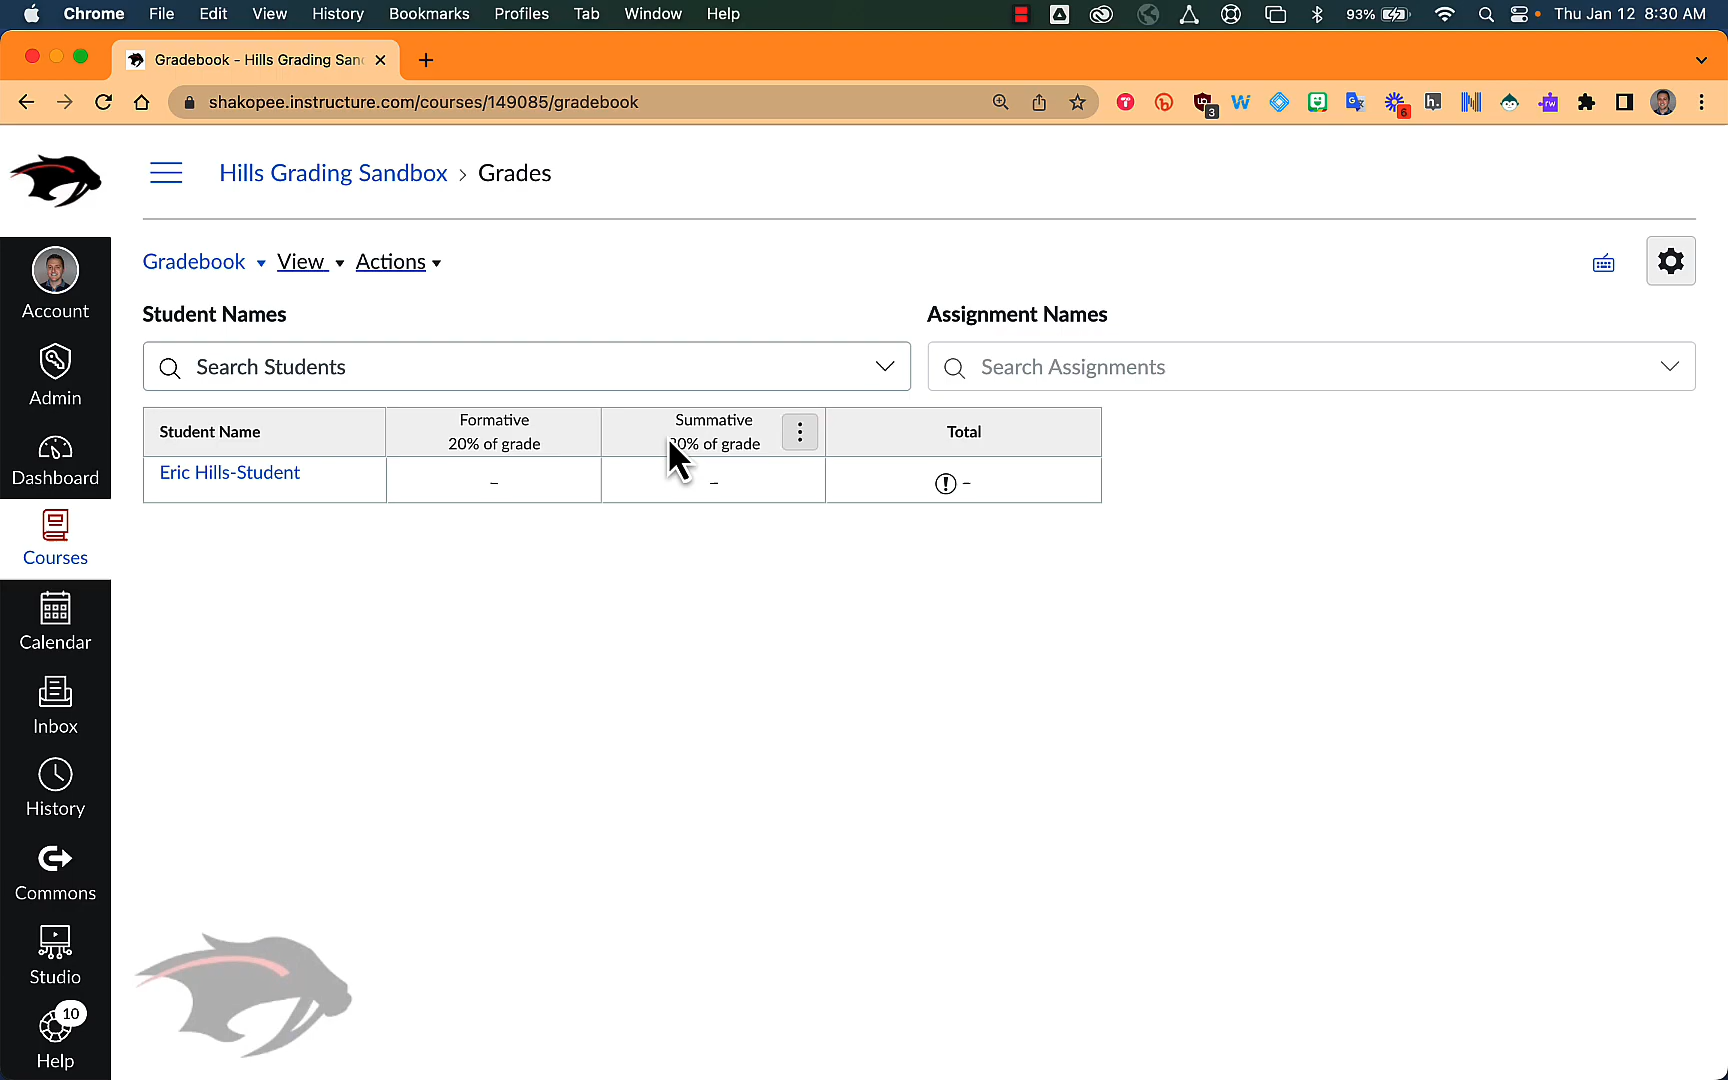 Chrome File Edit View History Bookmarks Profiles Tab Window Help 93% Thu Jan 12 8:30 AM
Gradebook - Hills Grading San
shakopee.instructure.com/courses/149085/gradebook
3
6
Hills Grading Sandbox > Grades
Gradebook View Actions
Student Names
Assignment Names
Search Students
Search Assignments
Student Name
Formative
20% of grade
Summative
% of grade
Total
Eric Hills-Student
–
–
–
Account
Admin
Dashboard
Courses
Calendar
Inbox
History
Commons
Studio
10
Help